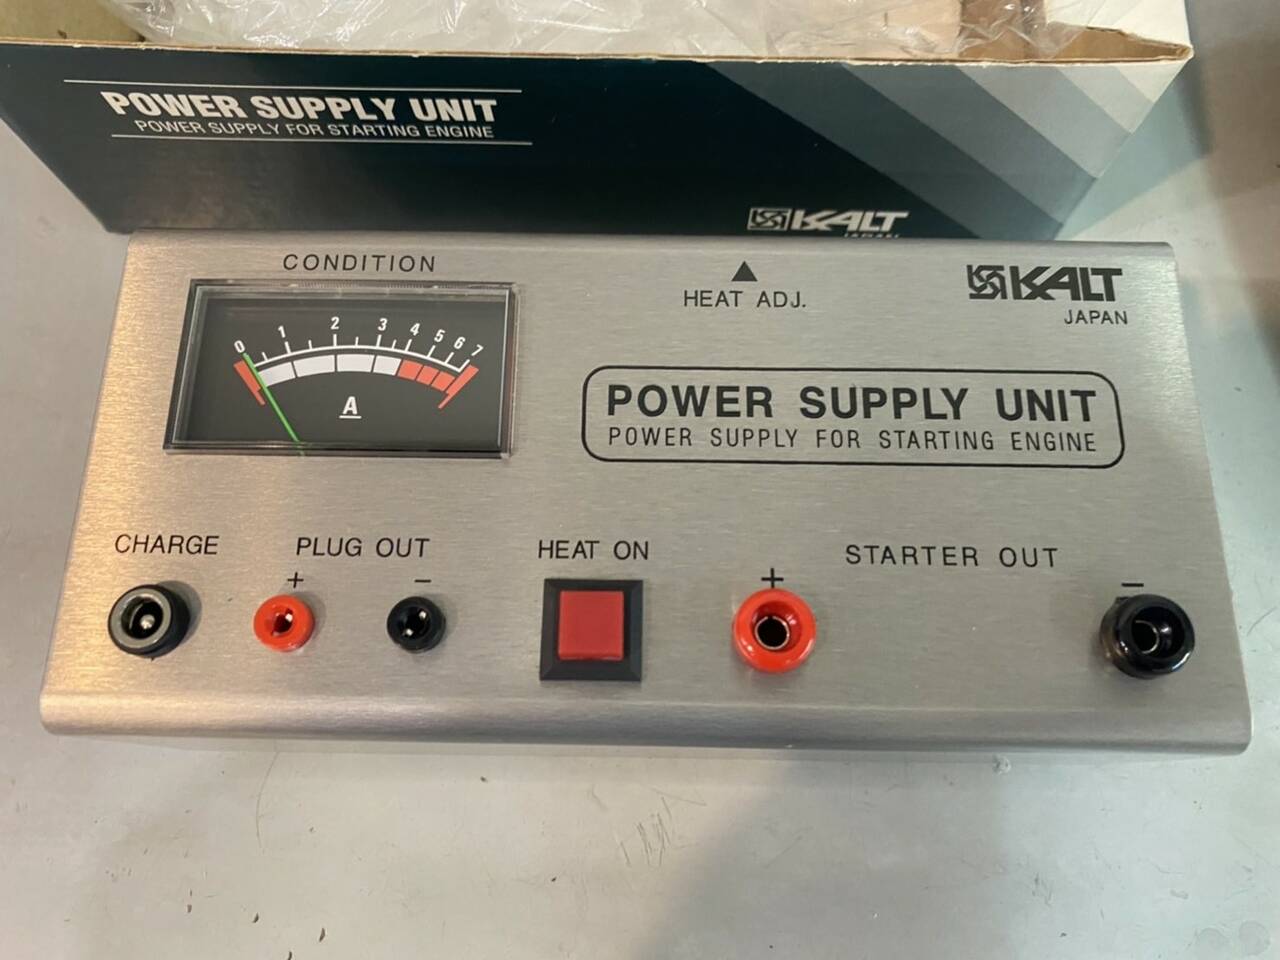 POWER SUPPLY UNIT
POWER SUPPLY FOR STARTING ENGINE
KALT
JAPAN
CONDITION
0 1 2 3 4 5 6 7
A
▲
HEAT ADJ.
KALT
JAPAN
POWER SUPPLY UNIT
POWER SUPPLY FOR STARTING ENGINE
CHARGE
PLUG OUT
+ −
HEAT ON
STARTER OUT
+ −